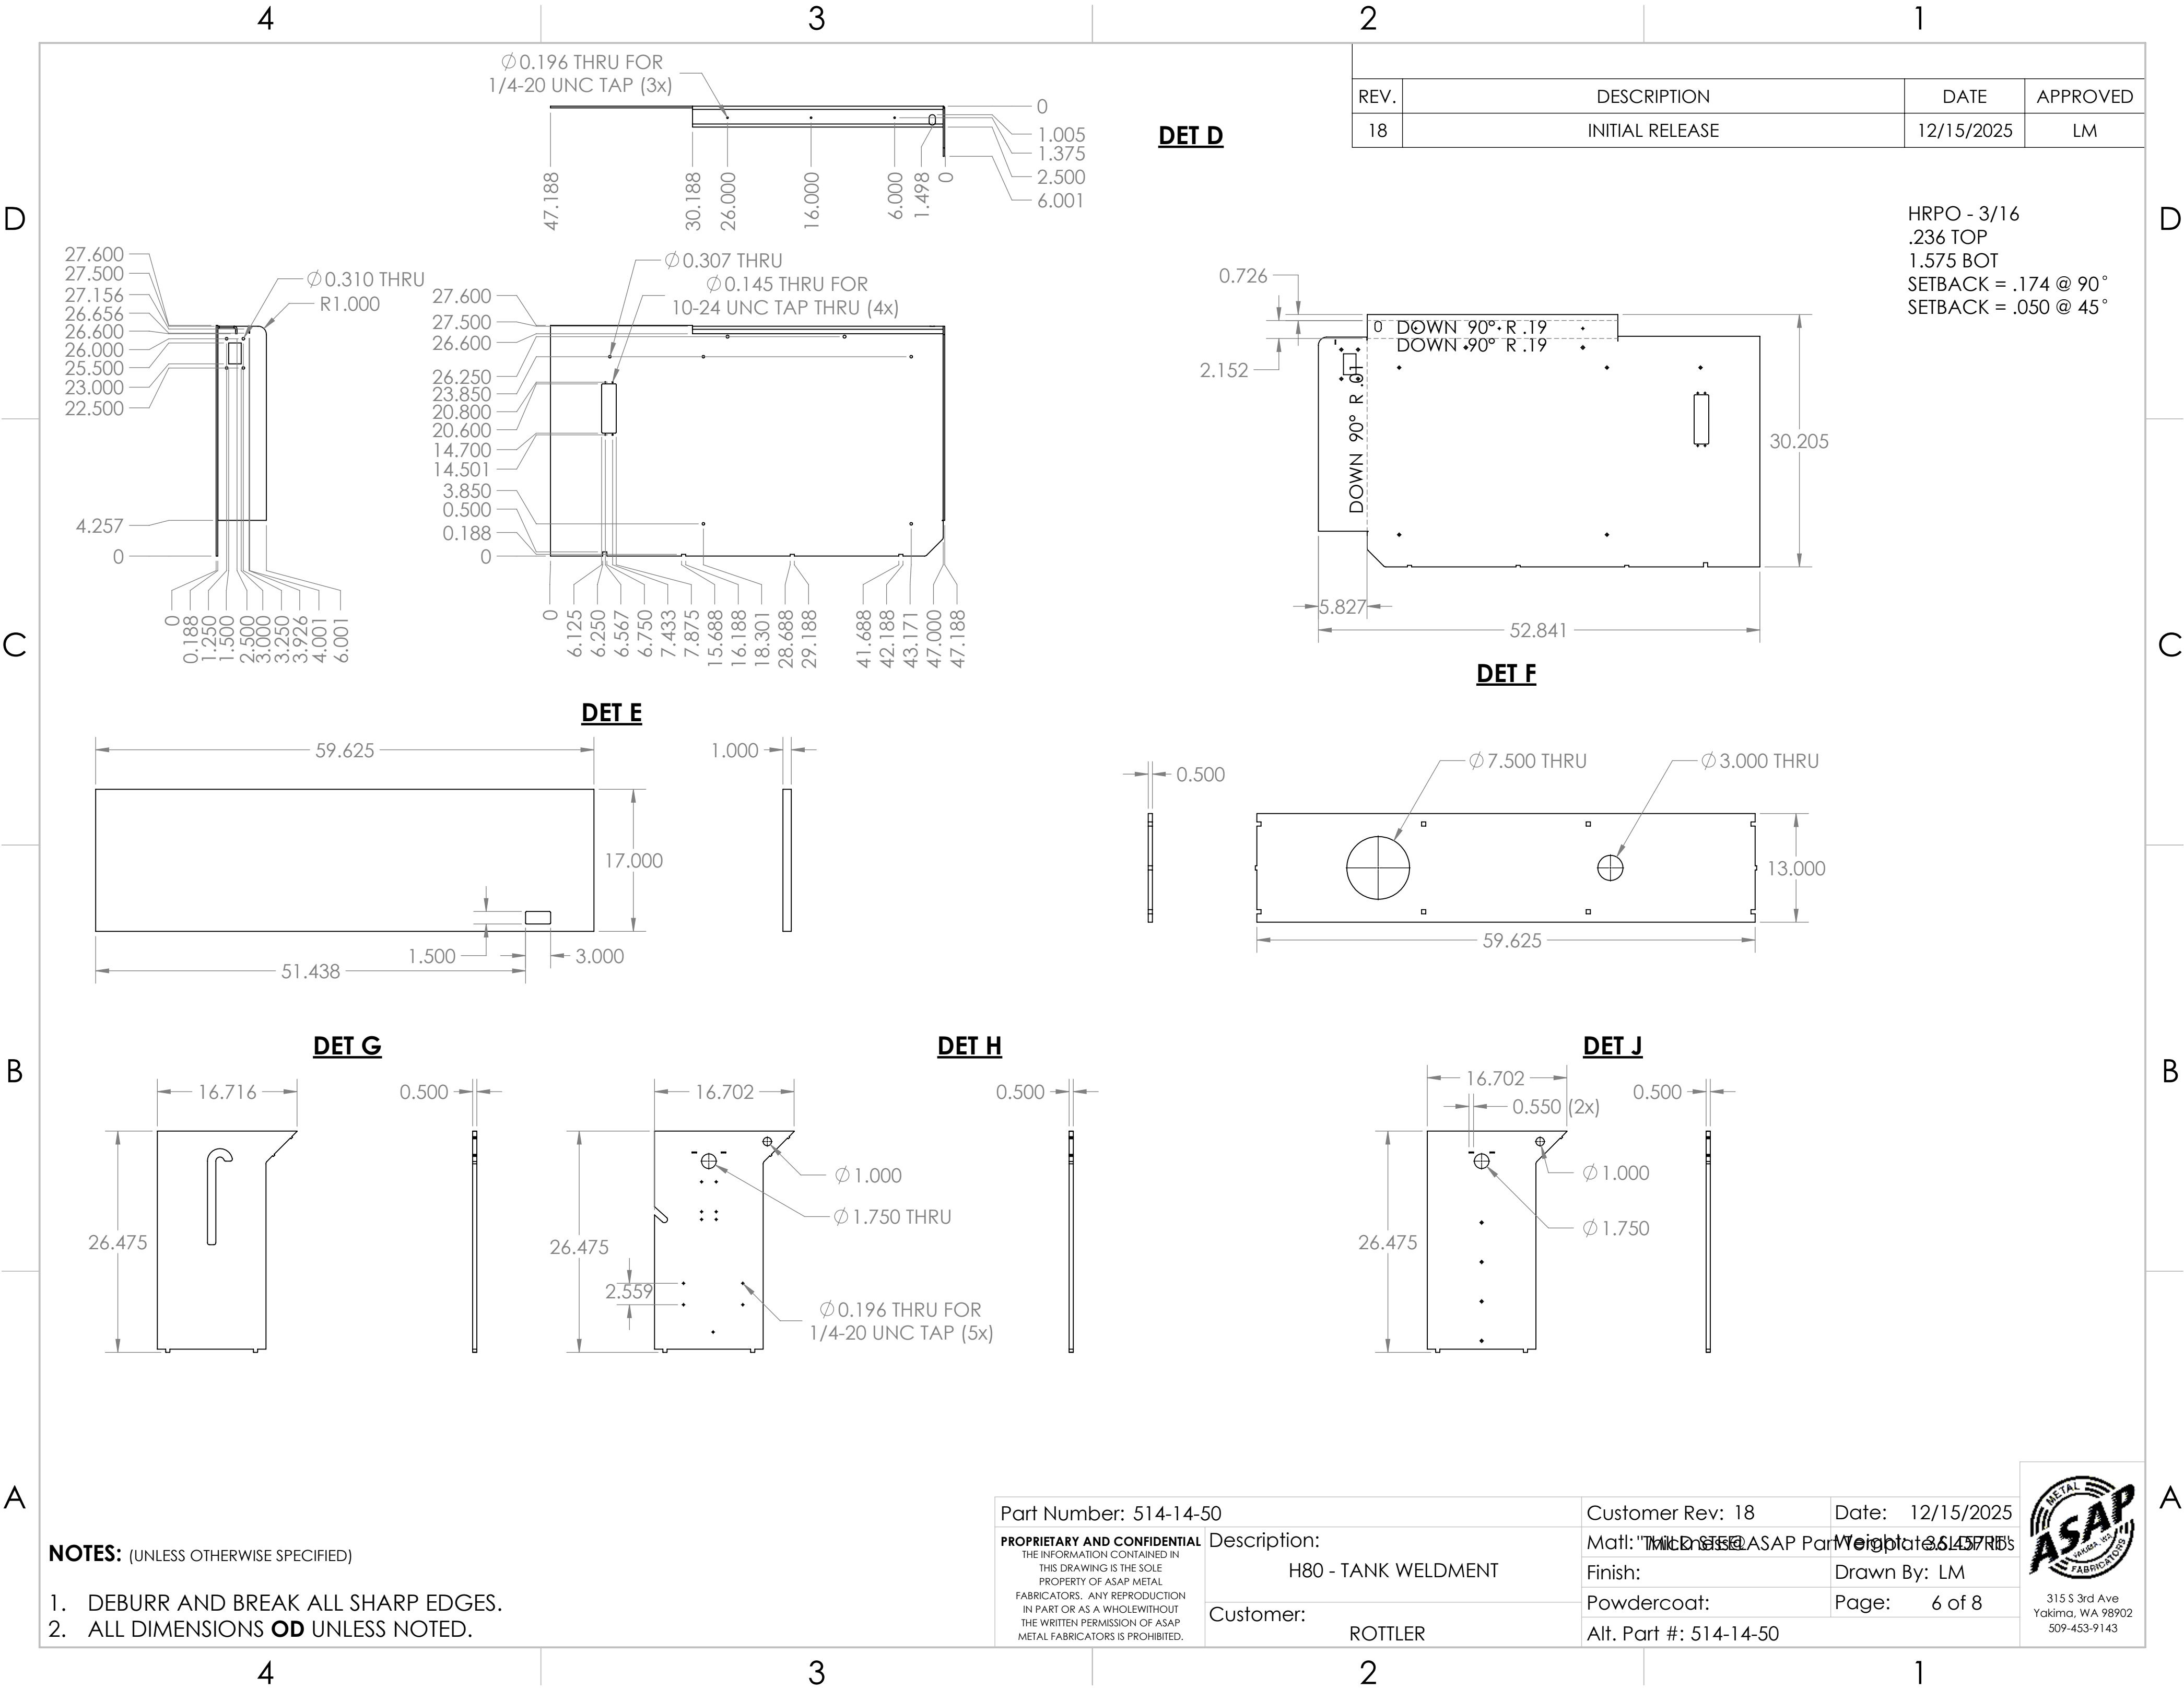 4 3 2 1
Ø0.196 THRU FOR
1/4-20 UNC TAP (3x)
0
1.005
1.375
2.500
6.001
47.188
30.188
26.000
16.000
6.000
1.498
0
DET D
REV. DESCRIPTION DATE APPROVED
18 INITIAL RELEASE 12/15/2025 LM
D
D
HRPO - 3/16
.236 TOP
1.575 BOT
SETBACK = .174 @ 90°
SETBACK = .050 @ 45°
27.600
27.500
27.156
26.656
26.600
26.000
25.500
23.000
22.500
4.257
0
Ø0.310 THRU
R1.000
0
0.188
1.250
1.500
2.500
3.000
3.250
3.926
4.001
6.001
Ø0.307 THRU
Ø0.145 THRU FOR
10-24 UNC TAP THRU (4x)
27.600
27.500
26.600
26.250
23.850
20.800
20.600
14.700
14.501
3.850
0.500
0.188
0
0
6.125
6.250
6.567
6.750
7.433
7.875
15.688
16.188
18.301
28.688
29.188
41.688
42.188
43.171
47.000
47.188
0.726
2.152
DOWN 90° R .19
DOWN 90° R .19
DOWN 90° R .01
30.205
5.827
52.841
C
C
DET E
59.625
1.000
17.000
1.500
3.000
51.438
DET F
0.500
Ø7.500 THRU
Ø3.000 THRU
13.000
59.625
B
B
DET G
16.716
0.500
26.475
DET H
16.702
0.500
26.475
2.559
Ø1.000
Ø1.750 THRU
Ø0.196 THRU FOR
1/4-20 UNC TAP (5x)
DET J
16.702
0.550 (2x)
0.500
26.475
Ø1.000
Ø1.750
A
A
NOTES: (UNLESS OTHERWISE SPECIFIED)
1. DEBURR AND BREAK ALL SHARP EDGES.
2. ALL DIMENSIONS OD UNLESS NOTED.
Part Number: 514-14-50
PROPRIETARY AND CONFIDENTIAL
THE INFORMATION CONTAINED IN
THIS DRAWING IS THE SOLE
PROPERTY OF ASAP METAL
FABRICATORS. ANY REPRODUCTION
IN PART OR AS A WHOLEWITHOUT
THE WRITTEN PERMISSION OF ASAP
METAL FABRICATORS IS PROHIBITED.
Description:
H80 - TANK WELDMENT
Customer:
ROTTLER
Customer Rev: 18
Date: 12/15/2025
Matl:
Finish:
Drawn By: LM
Powdercoat:
Page: 6 of 8
Alt. Part #: 514-14-50
METAL
ASAP
YAKIMA, WA
FABRICATORS
315 S 3rd Ave
Yakima, WA 98902
509-453-9143
4 3 2 1